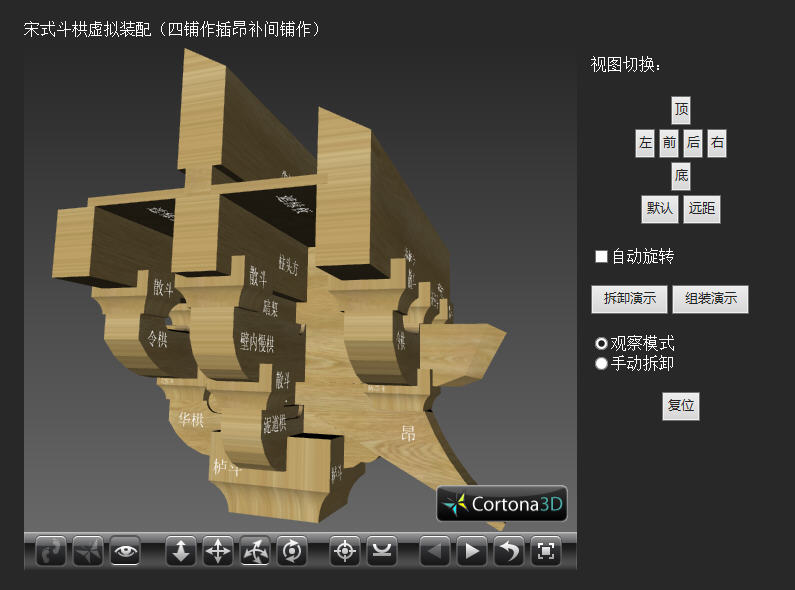 宋式斗栱虚拟装配（四铺作插昂补间铺作）
视图切换：
顶
左 前 后 右
底
默认 远距
自动旋转
拆卸演示 组装演示
观察模式
手动拆卸
复位
柱头方
散斗
散斗
暗栔
令栱
壁内慢栱
令栱
散斗
华栱
泥道栱
昂
栌斗
栌斗
Cortona3D